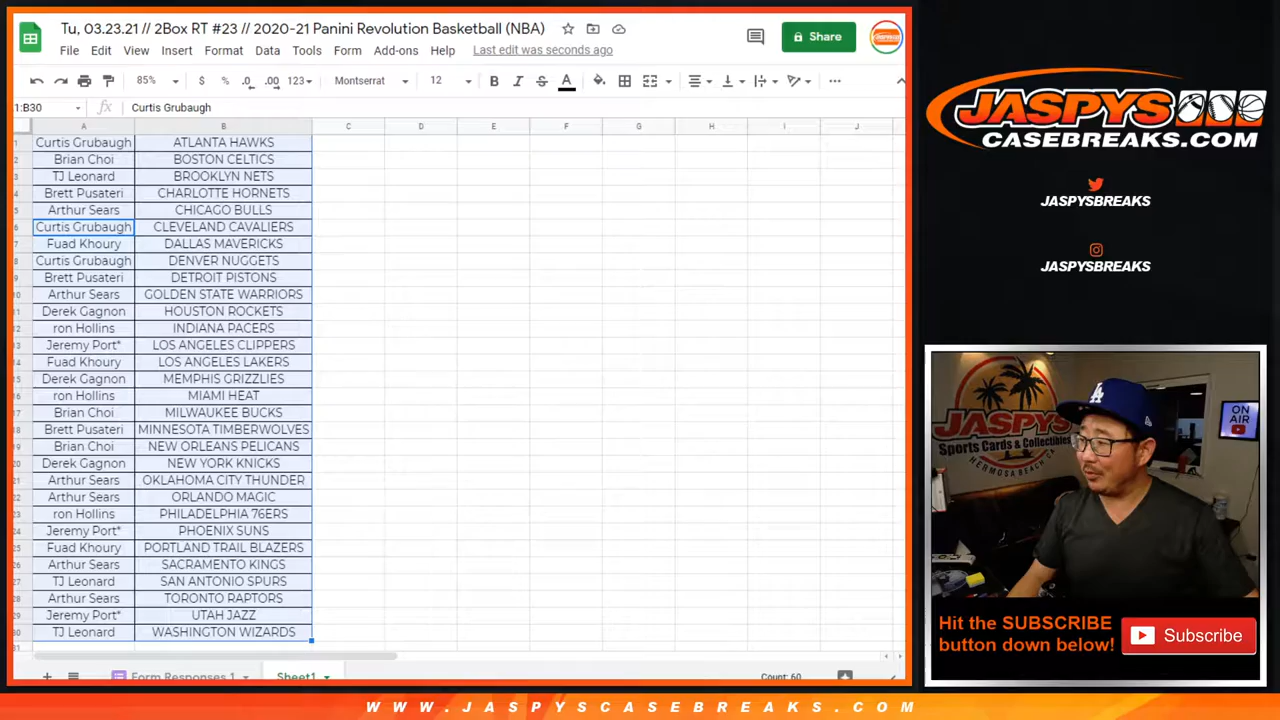 Tu, 03.23.21 // 2Box RT #23 // 2020-21 Panini Revolution Basketball (NBA)
File Edit View Insert Format Data Tools Form Add-ons Help Last edit was seconds ago
Share
85% $ % .0 .00 123 Montserrat 12 B I S A
1:B30 fx Curtis Grubaugh
A B C D E F G H I J
1 Curtis Grubaugh ATLANTA HAWKS
2 Brian Choi BOSTON CELTICS
3 TJ Leonard BROOKLYN NETS
4 Brett Pusateri CHARLOTTE HORNETS
5 Arthur Sears CHICAGO BULLS
6 Curtis Grubaugh CLEVELAND CAVALIERS
7 Fuad Khoury DALLAS MAVERICKS
8 Curtis Grubaugh DENVER NUGGETS
9 Brett Pusateri DETROIT PISTONS
10 Arthur Sears GOLDEN STATE WARRIORS
11 Derek Gagnon HOUSTON ROCKETS
12 ron Hollins INDIANA PACERS
13 Jeremy Port* LOS ANGELES CLIPPERS
14 Fuad Khoury LOS ANGELES LAKERS
15 Derek Gagnon MEMPHIS GRIZZLIES
16 ron Hollins MIAMI HEAT
17 Brian Choi MILWAUKEE BUCKS
18 Brett Pusateri MINNESOTA TIMBERWOLVES
19 Brian Choi NEW ORLEANS PELICANS
20 Derek Gagnon NEW YORK KNICKS
21 Arthur Sears OKLAHOMA CITY THUNDER
22 Arthur Sears ORLANDO MAGIC
23 ron Hollins PHILADELPHIA 76ERS
24 Jeremy Port* PHOENIX SUNS
25 Fuad Khoury PORTLAND TRAIL BLAZERS
26 Arthur Sears SACRAMENTO KINGS
27 TJ Leonard SAN ANTONIO SPURS
28 Arthur Sears TORONTO RAPTORS
29 Jeremy Port* UTAH JAZZ
30 TJ Leonard WASHINGTON WIZARDS
31
Form Responses 1 Sheet1 Count: 60
JASPYS
CASEBREAKS.COM
JASPYSBREAKS
JASPYSBREAKS
JASPYS
Sports Cards & Collectibles
HERMOSA BEACH
LA
ON
AIR
Hit the SUBSCRIBE
button down below!
Subscribe
WWW.JASPYSCASEBREAKS.COM